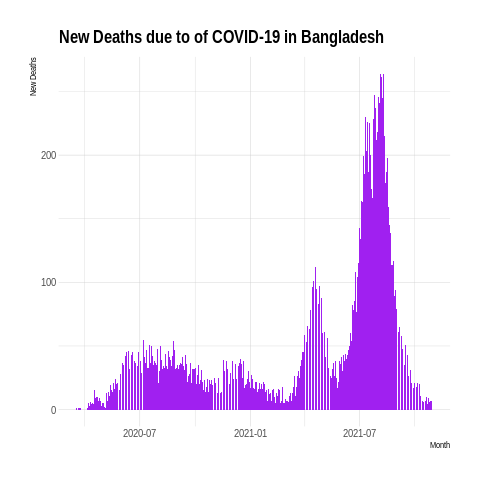 New Deaths due to of COVID-19 in Bangladesh
New Deaths
200
100
0
2020-07
2021-01
2021-07
Month